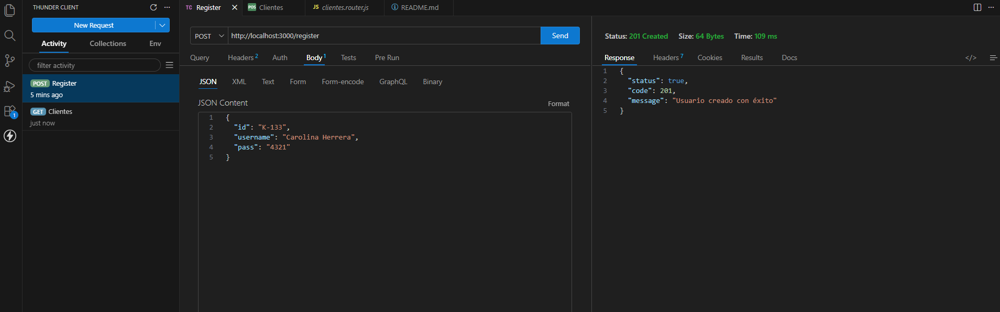 THUNDER CLIENT
New Request
Activity Collections Env
filter activity
POST Register
5 mins ago
GET Clientes
just now
1
TC Register
POS Clientes
JS clientes.router.js
README.md
POST http://localhost:3000/register Send
Query Headers 2 Auth Body 1 Tests Pre Run
JSON XML Text Form Form-encode GraphQL Binary
JSON Content Format
1 {
2 "id": "K-133",
3 "username": "Carolina Herrera",
4 "pass": "4321"
5 }
Status: 201 Created Size: 64 Bytes Time: 109 ms
Response Headers 7 Cookies Results Docs </>
1 {
2 "status": true,
3 "code": 201,
4 "message": "Usuario creado con éxito"
5 }